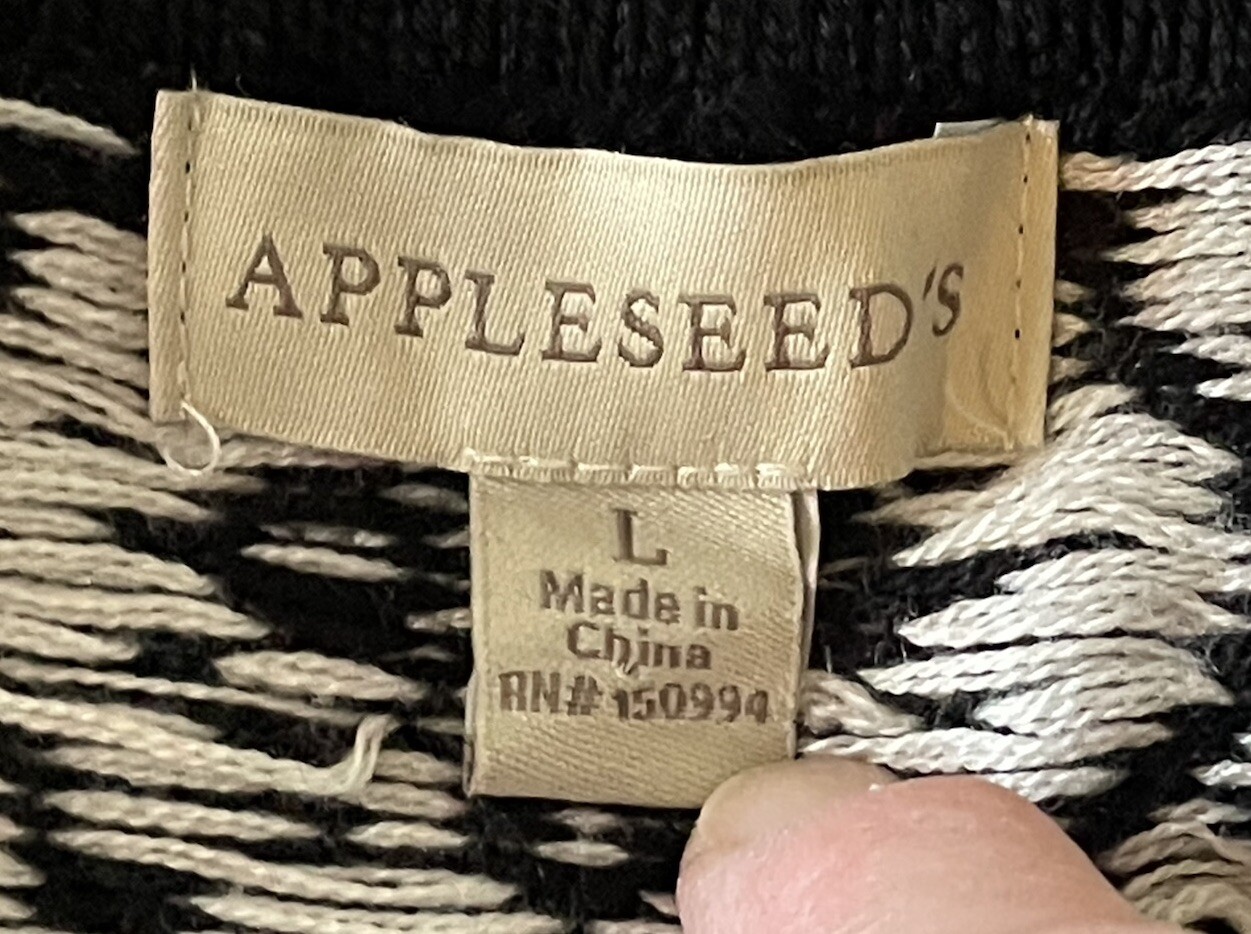 APPLESEED'S
L
Made in
China
RN# 150994